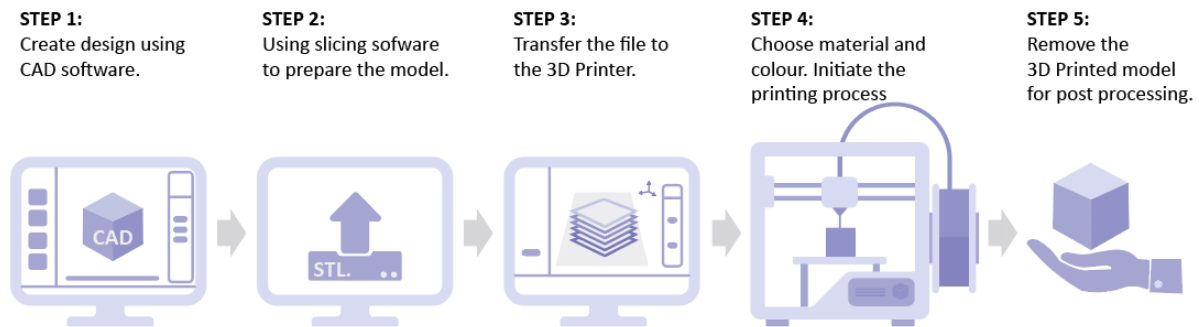 STEP 1:
Create design using
CAD software.
STEP 2:
Using slicing sofware
to prepare the model.
STEP 3:
Transfer the file to
the 3D Printer.
STEP 4:
Choose material and
colour. Initiate the
printing process
STEP 5:
Remove the
3D Printed model
for post processing.
CAD
STL.